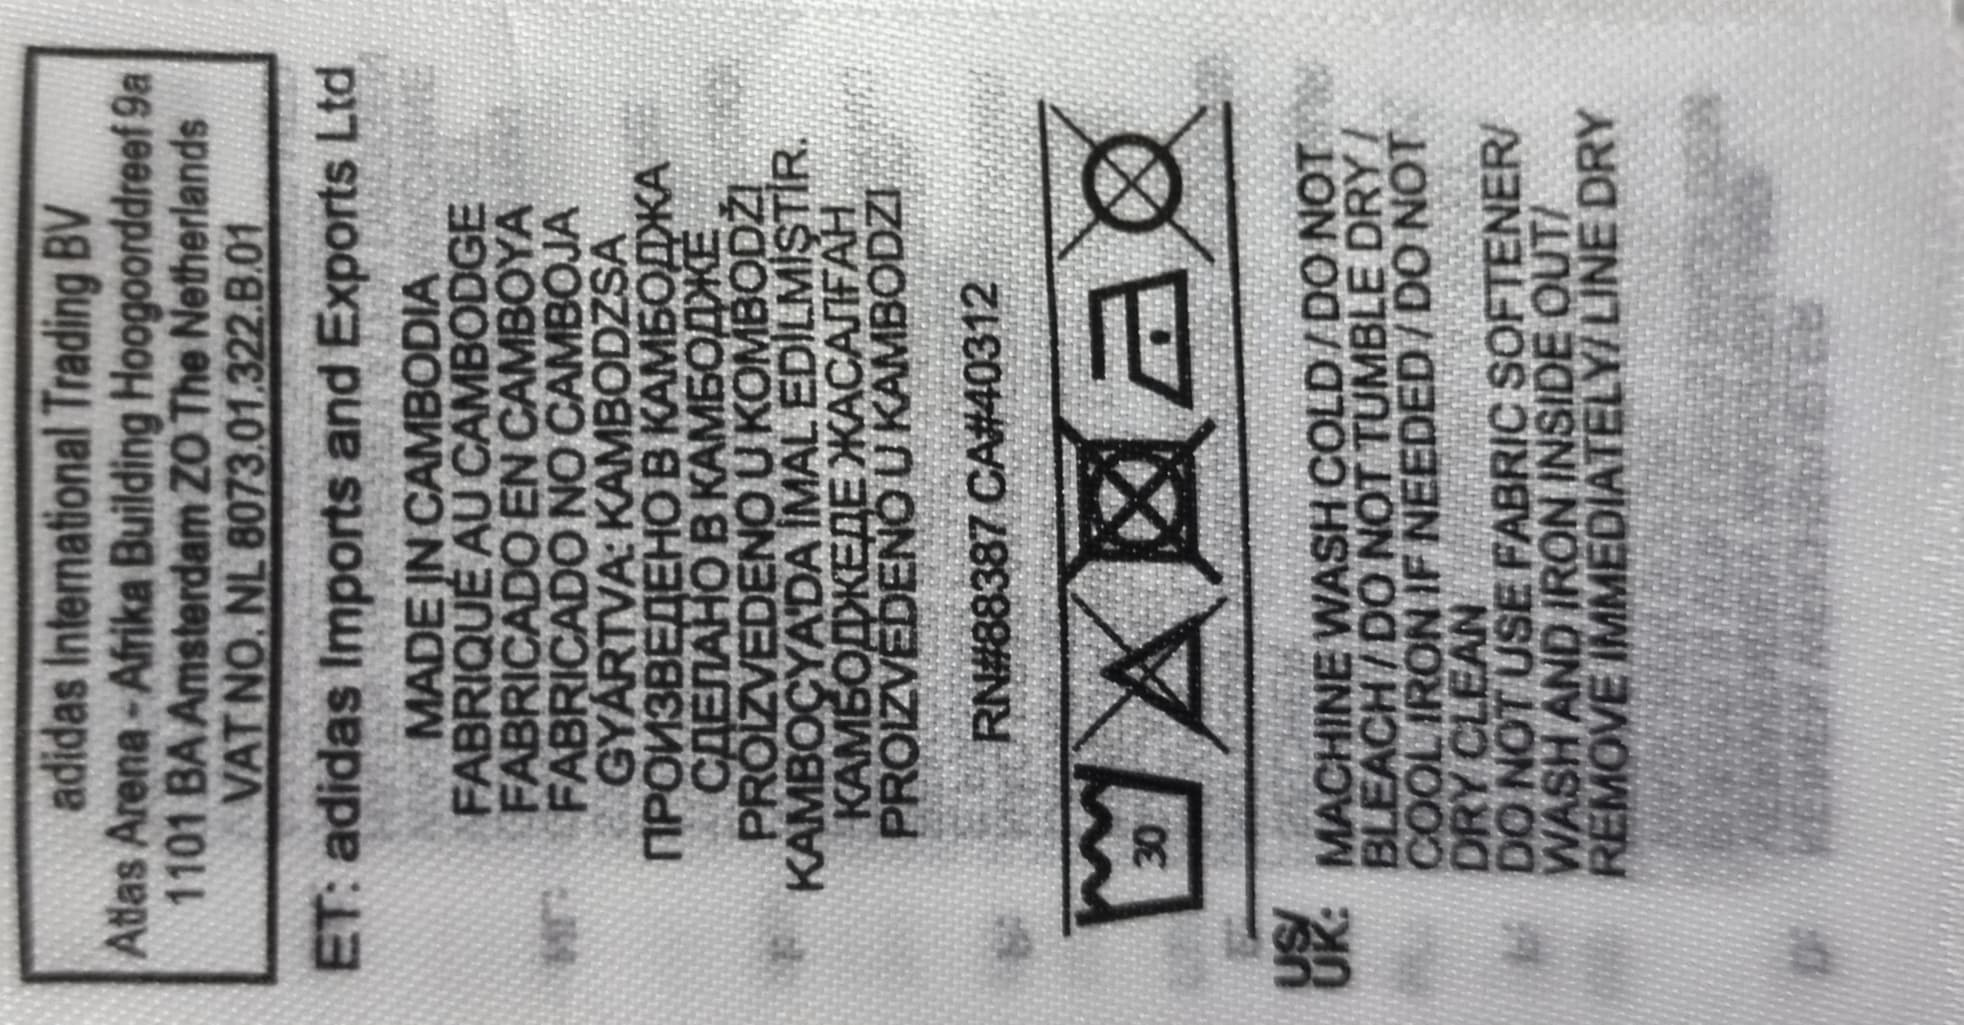 adidas International Trading BV
Atlas Arena - Afrika Building Hoogoorddreef 9a
1101 BA Amsterdam ZO The Netherlands
VAT NO. NL 8073.01.322.B.01
ET: adidas Imports and Exports Ltd
MADE IN CAMBODIA
FABRIQUÉ AU CAMBODGE
FABRICADO EN CAMBOYA
FABRICADO NO CAMBOJA
GYÁRTVA: KAMBODZSA
ПРОИЗВЕДЕНО В КАМБОДЖА
СДЕЛАНО В КАМБОДЖЕ
PROIZVEDENO U KOMBODŽI
KAMBOÇYA'DA İMAL EDİLMİŞTİR.
КАМБОДЖЕДЕ ЖАСАЛҒАН
PROIZVEDENO U KAMBODZI
RN#88387 CA#40312
30
US/
UK:
MACHINE WASH COLD / DO NOT
BLEACH / DO NOT TUMBLE DRY /
COOL IRON IF NEEDED / DO NOT
DRY CLEAN
DO NOT USE FABRIC SOFTENER/
WASH AND IRON INSIDE OUT/
REMOVE IMMEDIATELY/ LINE DRY